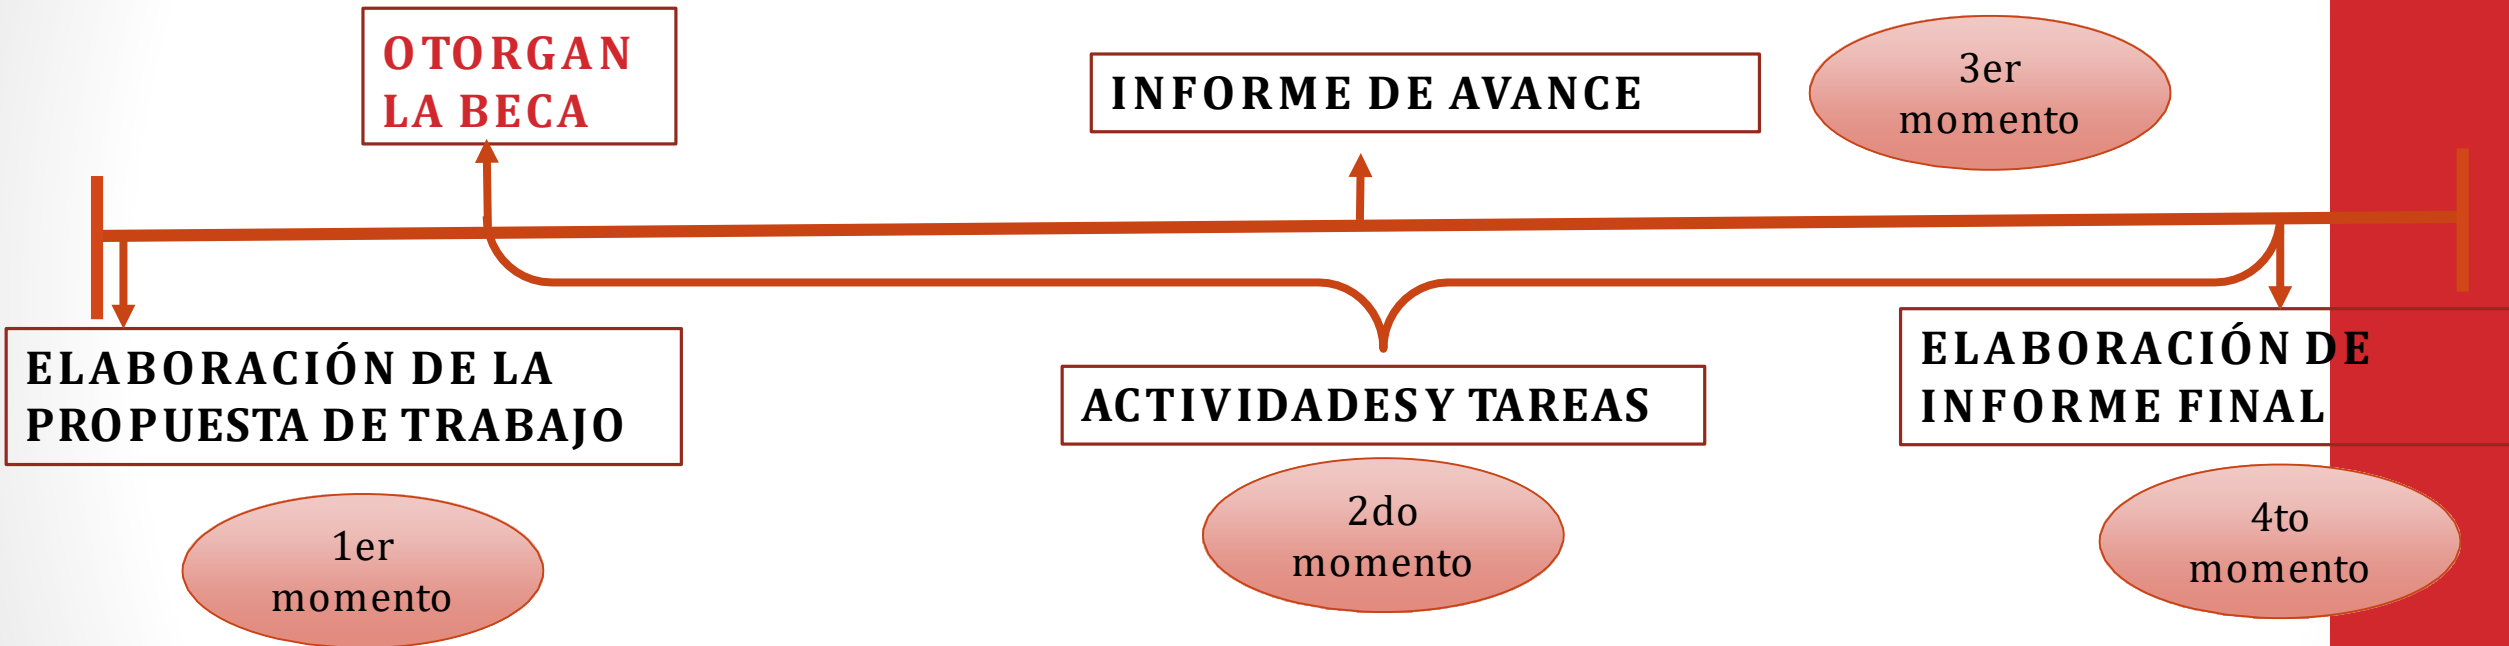 OTORGAN
LA BECA
INFORME DE AVANCE
3er
momento
ELABORACIÓN DE LA
PROPUESTA DE TRABAJO
ACTIVIDADES Y TAREAS
ELABORACIÓN DE
INFORME FINAL
1er
momento
2do
momento
4to
momento